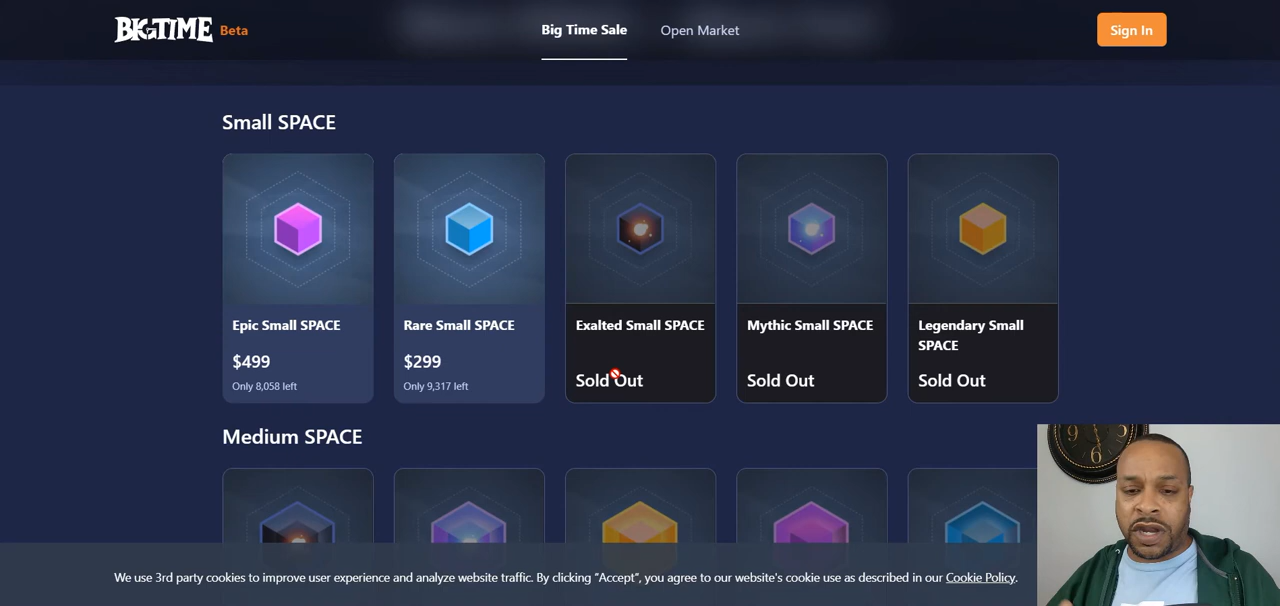 BIGTIME Beta
Big Time Sale
Open Market
Sign In
Small SPACE
Epic Small SPACE
$499
Only 8,058 left
Rare Small SPACE
$299
Only 9,317 left
Exalted Small SPACE
Sold Out
Mythic Small SPACE
Sold Out
Legendary Small
SPACE
Sold Out
Medium SPACE
We use 3rd party cookies to improve user experience and analyze website traffic. By clicking “Accept”, you agree to our website's cookie use as described in our Cookie Policy.
9
3
6